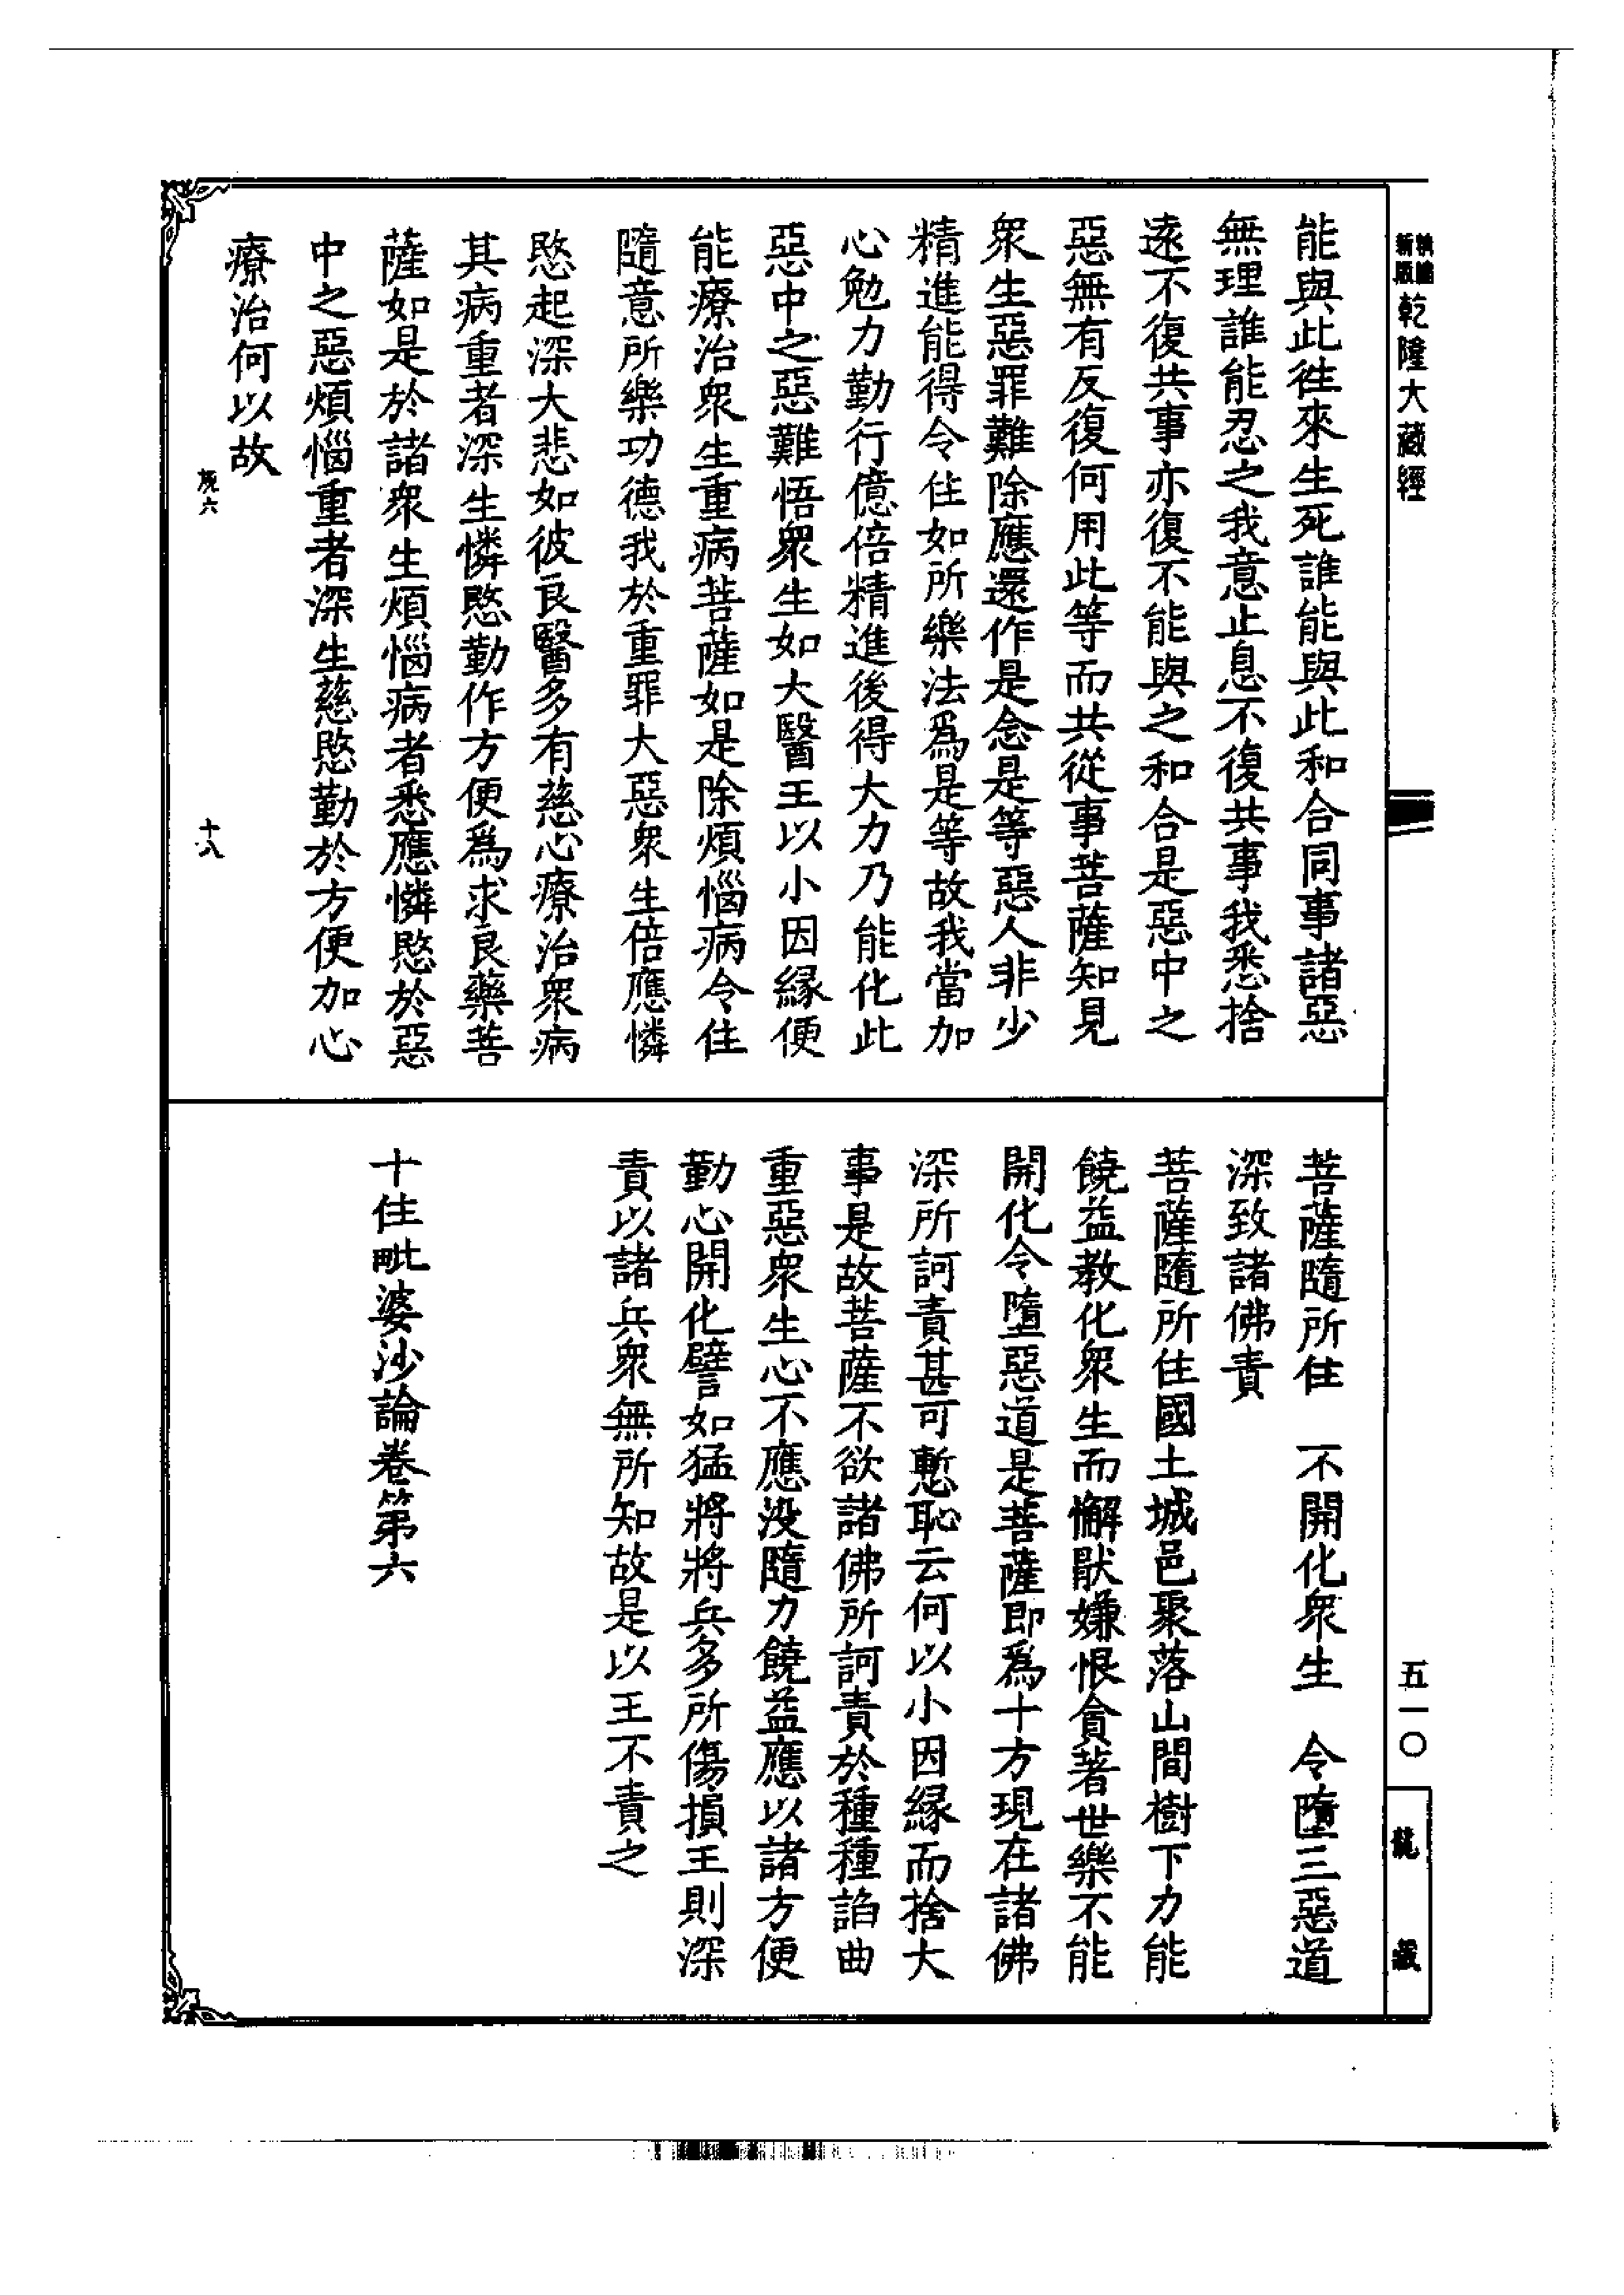 新版
乾隆大藏經
能與此徃來生死誰能與此和合同事諸惡
無理誰能忍之我意止息不復共事我悉捨
遠不復共事亦復不能與之和合是惡中之
惡無有反復何用此等而共從事菩薩知見
衆生惡罪難除應還作是念是等惡人非少
精進能得令住如所樂法爲是等故我當加
心勉力勤行億倍精進後得大力乃能化此
惡中之惡難悟衆生如大醫王以小因緣便
能療治衆生重病菩薩如是除煩惱病令住
隨意所樂功德我於重罪大惡衆生倍應憐
愍起深大悲如彼良醫多有慈心療治衆病
其病重者深生憐愍勤作方便爲求良藥菩
薩如是於諸衆生煩惱病者悉應憐愍於惡
中之惡煩惱重者深生慈愍勤於方便加心
療治何以故
十八
菩薩隨所住　不開化衆生　令墮三惡道
深致諸佛責
菩薩隨所住國土城邑聚落山間樹下力能
饒益教化衆生而懈猒嫌恨貪著世樂不能
開化令墮惡道是菩薩即爲十方現在諸佛
深所訶責甚可慙恥云何以小因緣而捨大
事是故菩薩不欲諸佛所訶責於種種諂曲
重惡衆生心不應没隨力饒益應以諸方便
勤心開化譬如猛將將兵多所傷損王則深
責以諸兵衆無所知故是以王不責之
十住毗婆沙論卷第六
五一〇
龍藏